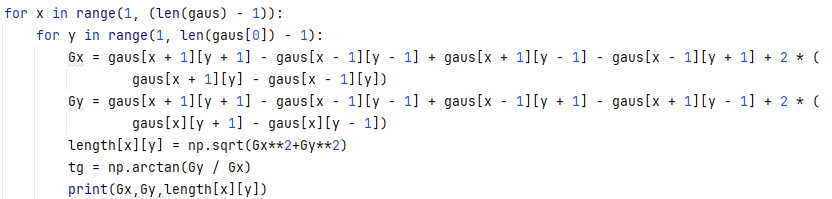 for x in range(1, (len(gaus) - 1)):
    for y in range(1, len(gaus[0]) - 1):
        Gx = gaus[x + 1][y + 1] - gaus[x - 1][y - 1] + gaus[x + 1][y - 1] - gaus[x - 1][y + 1] + 2 * (
                gaus[x + 1][y] - gaus[x - 1][y])
        Gy = gaus[x + 1][y + 1] - gaus[x - 1][y - 1] + gaus[x - 1][y + 1] - gaus[x + 1][y - 1] + 2 * (
                gaus[x][y + 1] - gaus[x][y - 1])
        length[x][y] = np.sqrt(Gx**2+Gy**2)
        tg = np.arctan(Gy / Gx)
        print(Gx,Gy,length[x][y])